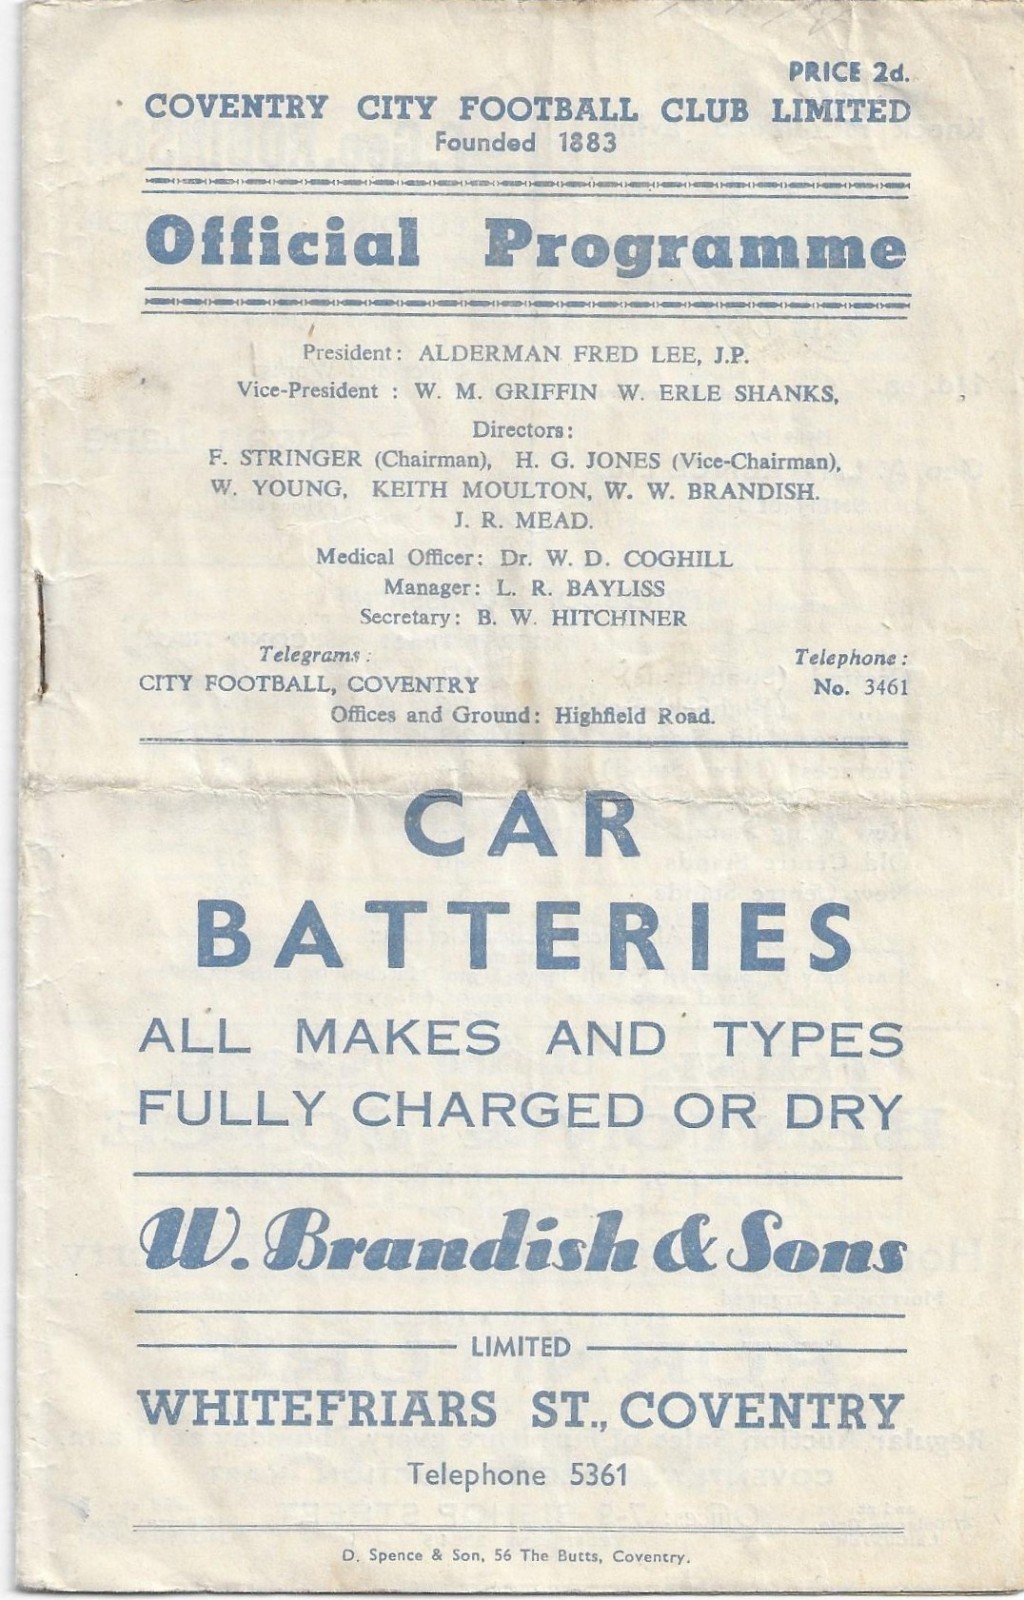 PRICE 2d.
COVENTRY CITY FOOTBALL CLUB LIMITED
Founded 1883
Official Programme
President: ALDERMAN FRED LEE, J.P.
Vice-President : W. M. GRIFFIN W. ERLE SHANKS,
Directors:
F. STRINGER (Chairman), H. G. JONES (Vice-Chairman),
W. YOUNG, KEITH MOULTON, W. W. BRANDISH.
J. R. MEAD.
Medical Officer: Dr. W. D. COGHILL
Manager: L. R. BAYLISS
Secretary: B. W. HITCHINER
Telegrams: Telephone:
CITY FOOTBALL, COVENTRY No. 3461
Offices and Ground: Highfield Road.
CAR
BATTERIES
ALL MAKES AND TYPES
FULLY CHARGED OR DRY
W. Brandish & Sons
LIMITED
WHITEFRIARS ST., COVENTRY
Telephone 5361
D. Spence & Son, 56 The Butts, Coventry.